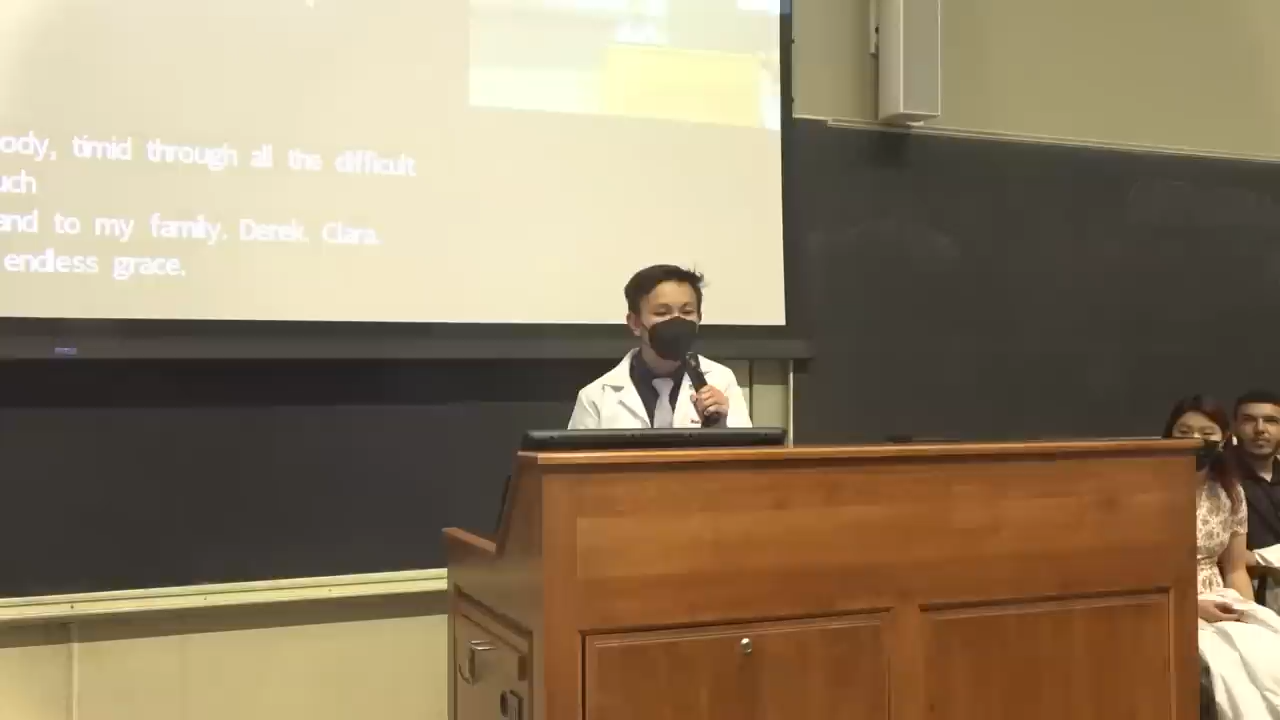 ody, timid through all the difficult
uch
and to my family. Derek. Clara.
endless grace.